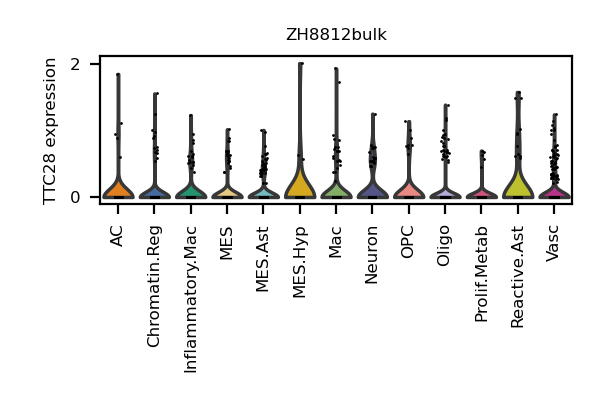 ZH8812bulk
TTC28 expression
2
0
AC
Chromatin.Reg
Inflammatory.Mac
MES
MES.Ast
MES.Hyp
Mac
Neuron
OPC
Oligo
Prolif.Metab
Reactive.Ast
Vasc